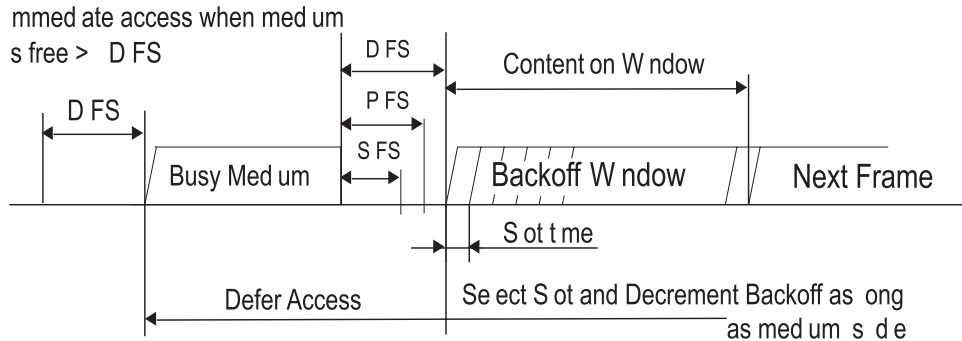 mmed ate access when med um
s free > D FS
D FS
D FS
P FS
S FS
Content on W ndow
Busy Med um
Backoff W ndow
Next Frame
S ot t me
Defer Access
Se ect S ot and Decrement Backoff as ong
as med um s d e